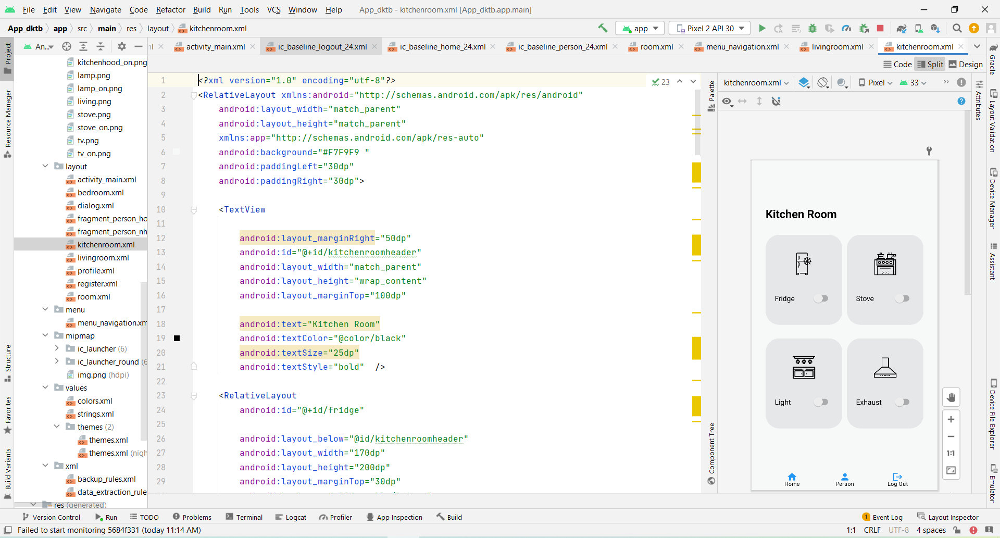 File Edit View Navigate Code Refactor Build Run Tools VCS Window Help App_dktb - kitchenroom.xml [App_dktb.app.main]
App_dktb app src main res layout kitchenroom.xml app Pixel 2 API 30
An... activity_main.xml ic_baseline_logout_24.xml ic_baseline_home_24.xml ic_baseline_person_24.xml room.xml menu_navigation.xml livingroom.xml kitchenroom.xml
Code Split Design
Project
Resource Manager
Structure
Favorites
Build Variants
kitchenhood_on.png
lamp.png
lamp_on.png
living.png
stove.png
stove_on.png
tv.png
tv_on.png
layout
activity_main.xml
bedroom.xml
dialog.xml
fragment_person_ho
fragment_person_nh
kitchenroom.xml
livingroom.xml
profile.xml
register.xml
room.xml
menu
menu_navigation.xm
mipmap
ic_launcher (6)
ic_launcher_round (6
img.png (hdpi)
values
colors.xml
strings.xml
themes (2)
themes.xml
themes.xml (nigh
xml
backup_rules.xml
data_extraction_rule
res (generated)
1 <?xml version="1.0" encoding="utf-8"?>
2 <RelativeLayout xmlns:android="http://schemas.android.com/apk/res/android"
3 android:layout_width="match_parent"
4 android:layout_height="match_parent"
5 xmlns:app="http://schemas.android.com/apk/res-auto"
6 android:background="#F7F9F9 "
7 android:paddingLeft="30dp"
8 android:paddingRight="30dp">
9
10 <TextView
11
12 android:layout_marginRight="50dp"
13 android:id="@+id/kitchenroomheader"
14 android:layout_width="match_parent"
15 android:layout_height="wrap_content"
16 android:layout_marginTop="100dp"
17
18 android:text="Kitchen Room"
19 android:textColor="@color/black"
20 android:textSize="25dp"
21 android:textStyle="bold" />
22
23 <RelativeLayout
24 android:id="@+id/fridge"
25
26 android:layout_below="@id/kitchenroomheader"
27 android:layout_width="170dp"
28 android:layout_height="200dp"
29 android:layout_marginTop="30dp"
23
Palette
Component Tree
kitchenroom.xml Pixel 33
Kitchen Room
Fridge Stove
Light Exhaust
Home Person Log Out
1:1
Attributes
Gradle
Layout Validation
Device Manager
Assistant
Device File Explorer
Emulator
Version Control Run TODO Problems Terminal Logcat Profiler App Inspection Build 1 Event Log Layout Inspector
Failed to start monitoring 5684f331 (today 11:14 AM) 1:1 CRLF UTF-8 4 spaces